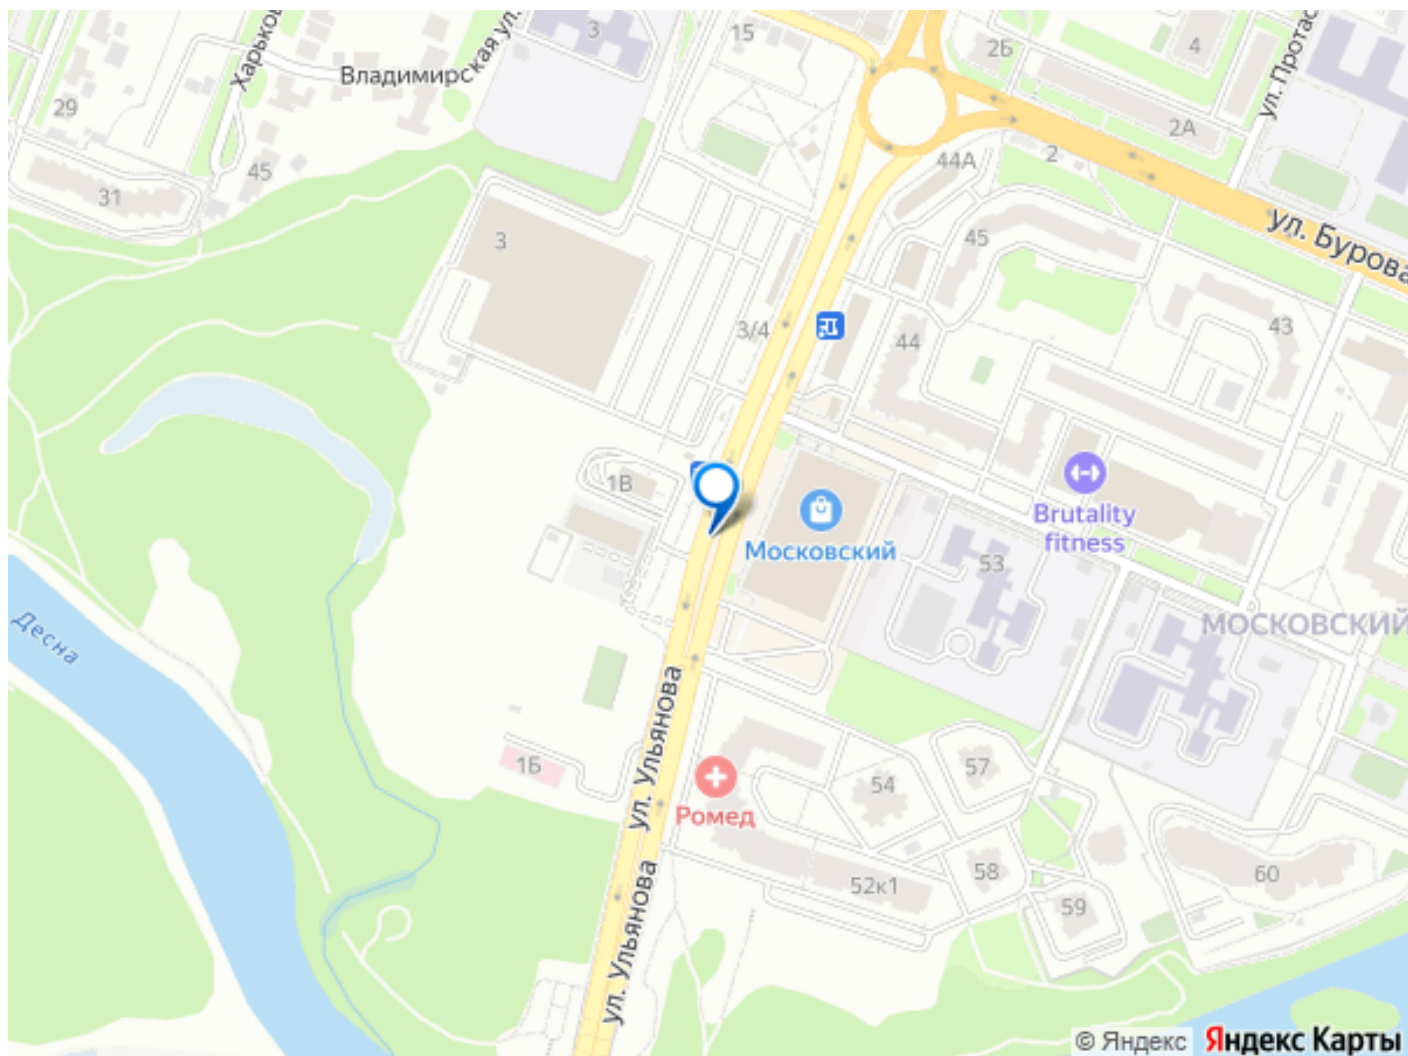 3
15
2Б
4
Харьков
Владимирская ул.
ул. Протас
29
2А
2
44А
45
31
ул. Бурова
3
45
3/4
43
44
1В
Brutality
fitness
Московский
53
Десна
МОСКОВСКИЙ
ул. Ульянова
1Б
57
54
Ромед
52к1
58
60
59
ул. Ульянова
© Яндекс Яндекс Карты